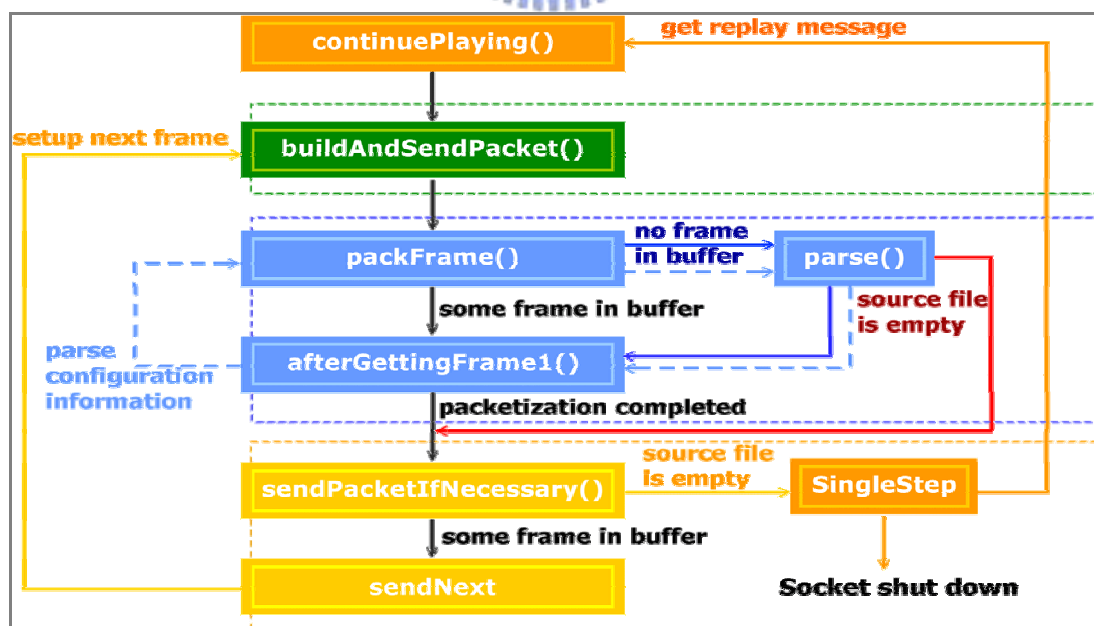 get replay message
continuePlaying()
setup next frame
buildAndSendPacket()
no frame
in buffer
packFrame()
parse()
source file
is empty
some frame in buffer
parse
configuration
information
afterGettingFrame1()
packetization completed
source file
is empty
sendPacketIfNecessary()
SingleStep
some frame in buffer
sendNext
Socket shut down